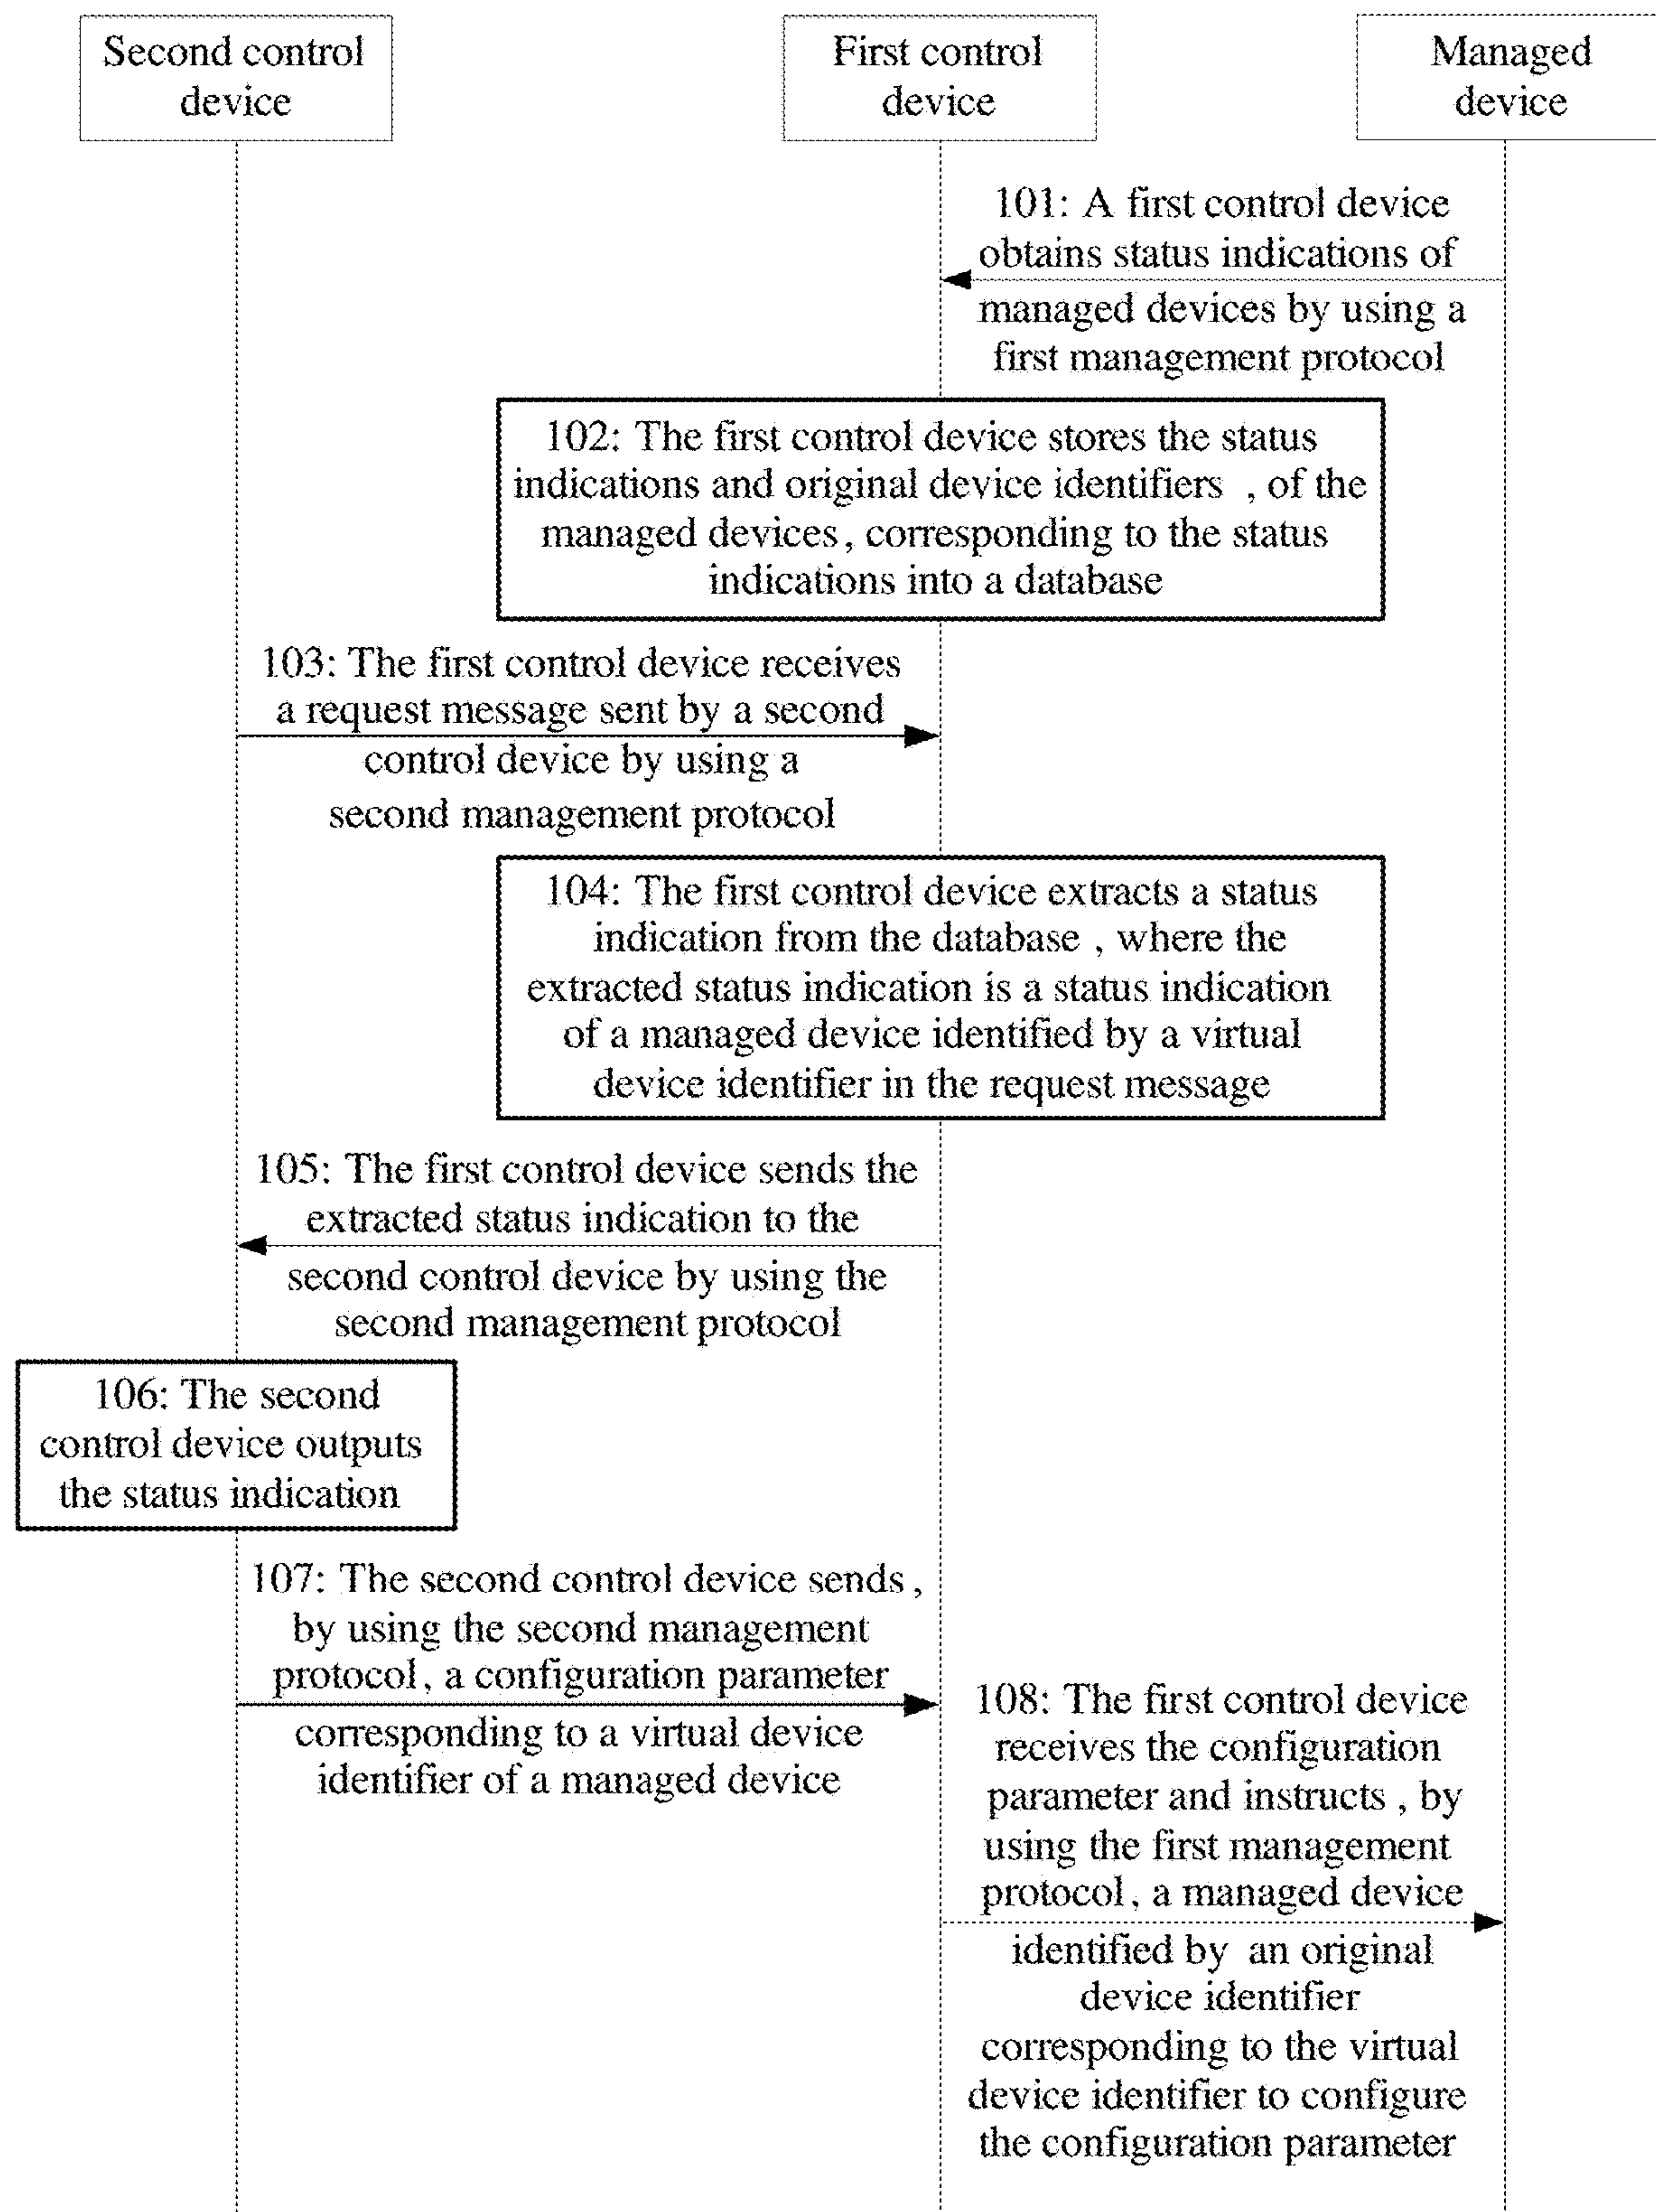 Second control
device
First control
device
Managed
device
101: A first control device
obtains status indications of
managed devices by using a
first management protocol
102: The first control device stores the status
indications and original device identifiers , of the
managed devices, corresponding to the status
indications into a database
103: The first control device receives
a request message sent by a second
control device by using a
second management protocol
104: The first control device extracts a status
indication from the database , where the
extracted status indication is a status indication
of a managed device identified by a virtual
device identifier in the request message
105: The first control device sends the
extracted status indication to the
second control device by using the
second management protocol
106: The second
control device outputs
the status indication
107: The second control device sends ,
by using the second management
protocol, a configuration parameter
corresponding to a virtual device
identifier of a managed device
108: The first control device
receives the configuration
parameter and instructs , by
using the first management
protocol, a managed device
identified by an original
device identifier
corresponding to the virtual
device identifier to configure
the configuration parameter